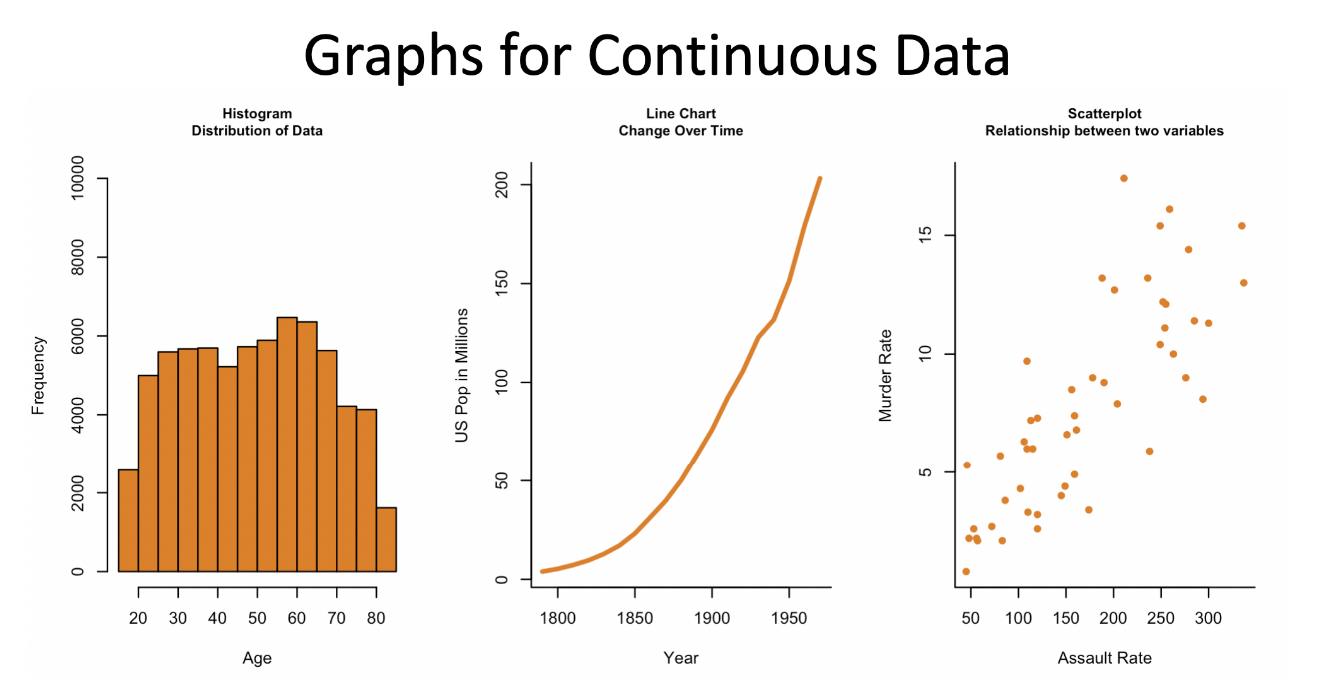 Graphs for Continuous Data
Histogram
Distribution of Data
Frequency
0
2000
4000
6000
8000
10000
20 30 40 50 60 70 80
Age
Line Chart
Change Over Time
US Pop in Millions
0
50
100
150
200
1800 1850 1900 1950
Year
Scatterplot
Relationship between two variables
Murder Rate
5
10
15
50 100 150 200 250 300
Assault Rate